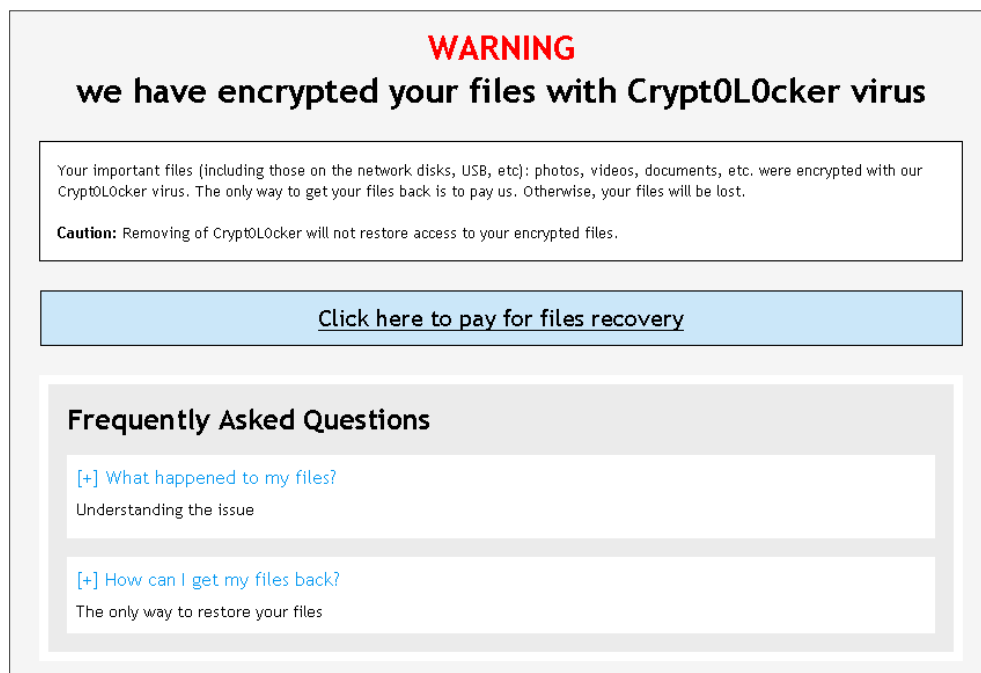 WARNING
we have encrypted your files with Crypt0L0cker virus
Your important files (including those on the network disks, USB, etc): photos, videos, documents, etc. were encrypted with our
Crypt0L0cker virus. The only way to get your files back is to pay us. Otherwise, your files will be lost.
Caution: Removing of Crypt0L0cker will not restore access to your encrypted files.
Click here to pay for files recovery
Frequently Asked Questions
[+] What happened to my files?
Understanding the issue
[+] How can I get my files back?
The only way to restore your files